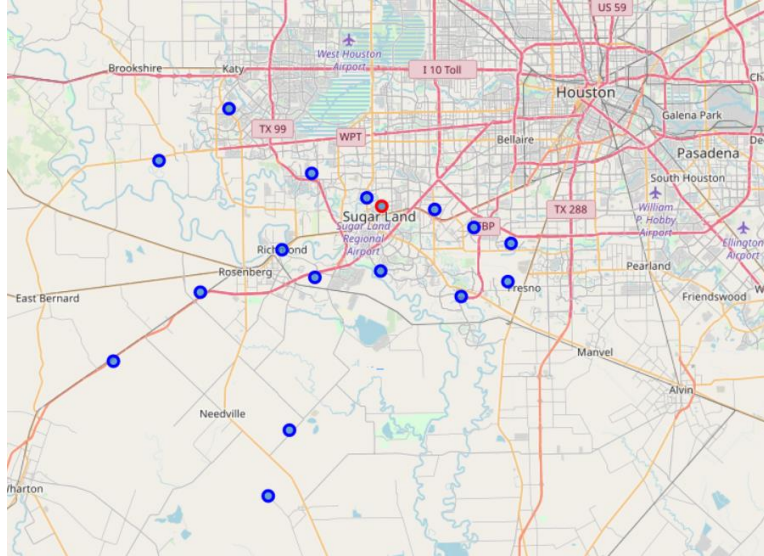 US 59
West Houston
Airport
Brookshire
Katy
I 10 Toll
Houston
Galena Park
TX 99
WPT
Bellaire
Pasadena
South Houston
TX 288
William
P. Hobby
Airport
Sugar Land
Sugar Land
Regional
Airport
BP
Ellington
Airport
Richmond
Rosenberg
Pearland
East Bernard
Fresno
Friendswood
Manvel
Alvin
Needville
Wharton